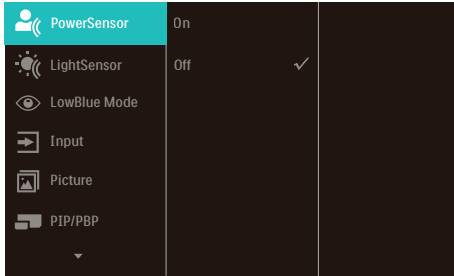 PowerSensor
On
LightSensor
Off
LowBlue Mode
Input
Picture
PIP/PBP